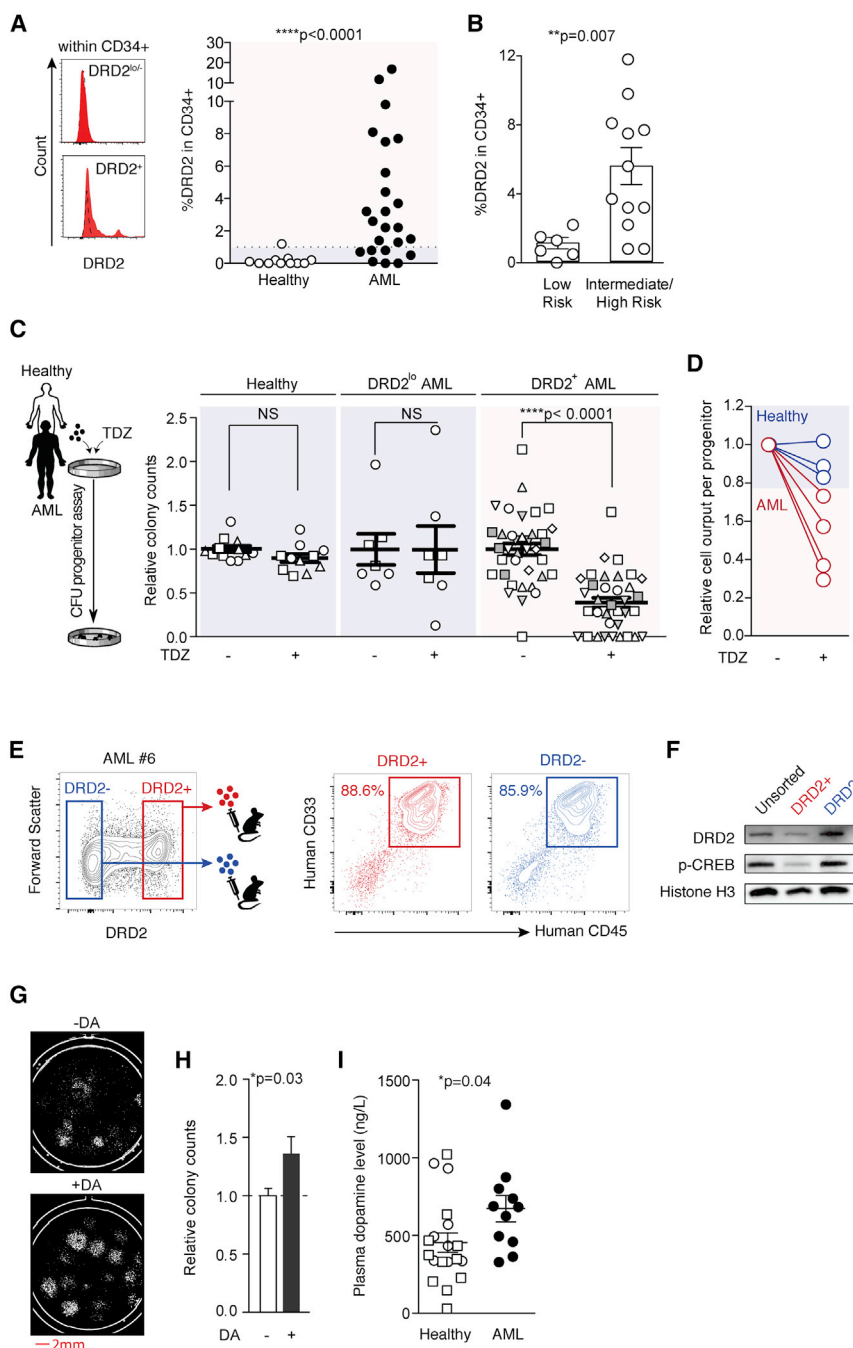 A
within CD34+
DRD2lo/-
DRD2+
Count
DRD2
****p<0.0001
%DRD2 in CD34+
30
20
10
10
8
6
4
2
0
Healthy
AML
B
**p=0.007
%DRD2 in CD34+
12
8
4
0
Low
Risk
Intermediate/
High Risk
C
Healthy
TDZ
AML
CFU progenitor assay
Healthy
DRD2lo AML
DRD2+ AML
NS
NS
****p< 0.0001
Relative colony counts
2.5
2.0
1.5
1.0
0.5
0.0
TDZ
-
+
-
+
-
+
D
Relative cell ourput per progenitor
1.2
1.0
0.8
1.6
0.4
0.2
0.0
Healthy
AML
TDZ
-
+
E
AML #6
DRD2-
DRD2+
Forward Scatter
DRD2
DRD2+
DRD2-
88.6%
85.9%
Human CD33
Human CD45
F
Unsorted
DRD2+
DRD2
DRD2
p-CREB
Histone H3
G
-DA
+DA
2mm
H
*p=0.03
Relative colony counts
2.0
1.5
1.0
0.5
0.0
DA
-
+
I
*p=0.04
Plasma dopamine level (ng/L)
1500
1000
500
0
Healthy
AML